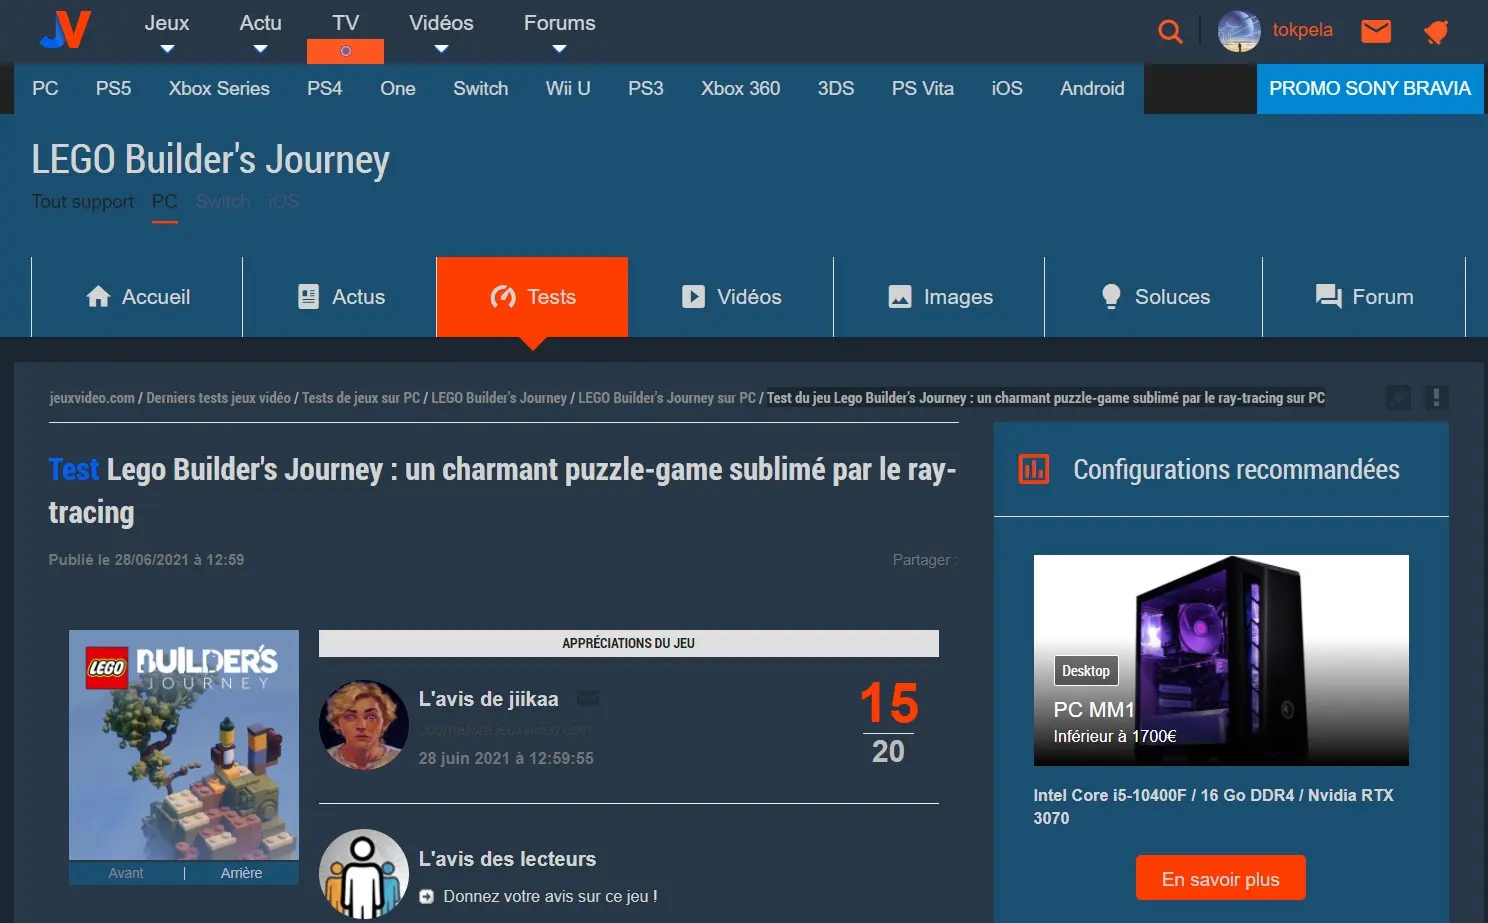 JV
Jeux
Actu
TV
Vidéos
Forums
tokpela
PC PS5 Xbox Series PS4 One Switch Wii U PS3 Xbox 360 3DS PS Vita iOS Android
PROMO SONY BRAVIA
LEGO Builder's Journey
Tout support PC Switch iOS
Accueil
Actus
Tests
Vidéos
Images
Soluces
Forum
jeuxvideo.com / Derniers tests jeux vidéo / Tests de jeux sur PC / LEGO Builder's Journey / LEGO Builder's Journey sur PC / Test du jeu Lego Builder's Journey : un charmant puzzle-game sublimé par le ray-tracing sur PC
Test Lego Builder's Journey : un charmant puzzle-game sublimé par le ray-
tracing
Publié le 28/06/2021 à 12:59
Partager :
LEGO
BUILDER'S
JOURNEY
Avant | Arrière
APPRÉCIATIONS DU JEU
L'avis de jiikaa
Journaliste jeuxvideo.com
28 juin 2021 à 12:59:55
15
20
L'avis des lecteurs
Donnez votre avis sur ce jeu !
Configurations recommandées
Desktop
PC MM1
Inférieur à 1700€
Intel Core i5-10400F / 16 Go DDR4 / Nvidia RTX
3070
En savoir plus